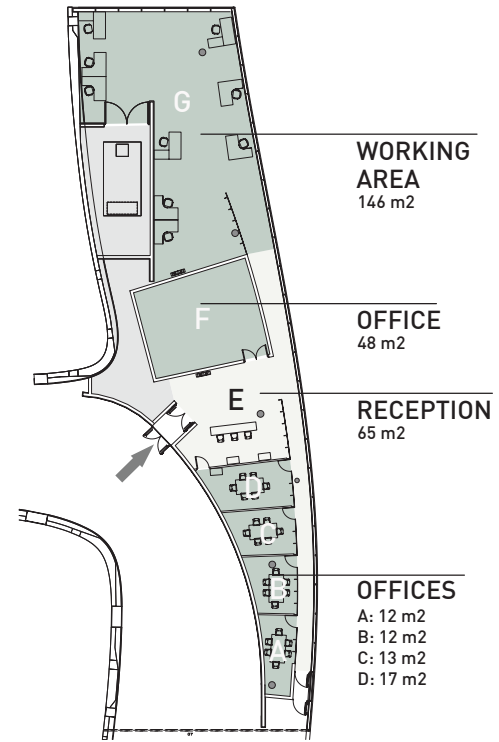 G
WORKING
AREA
146 m2
F
OFFICE
48 m2
E
RECEPTION
65 m2
D
C
B
A
OFFICES
A: 12 m2
B: 12 m2
C: 13 m2
D: 17 m2